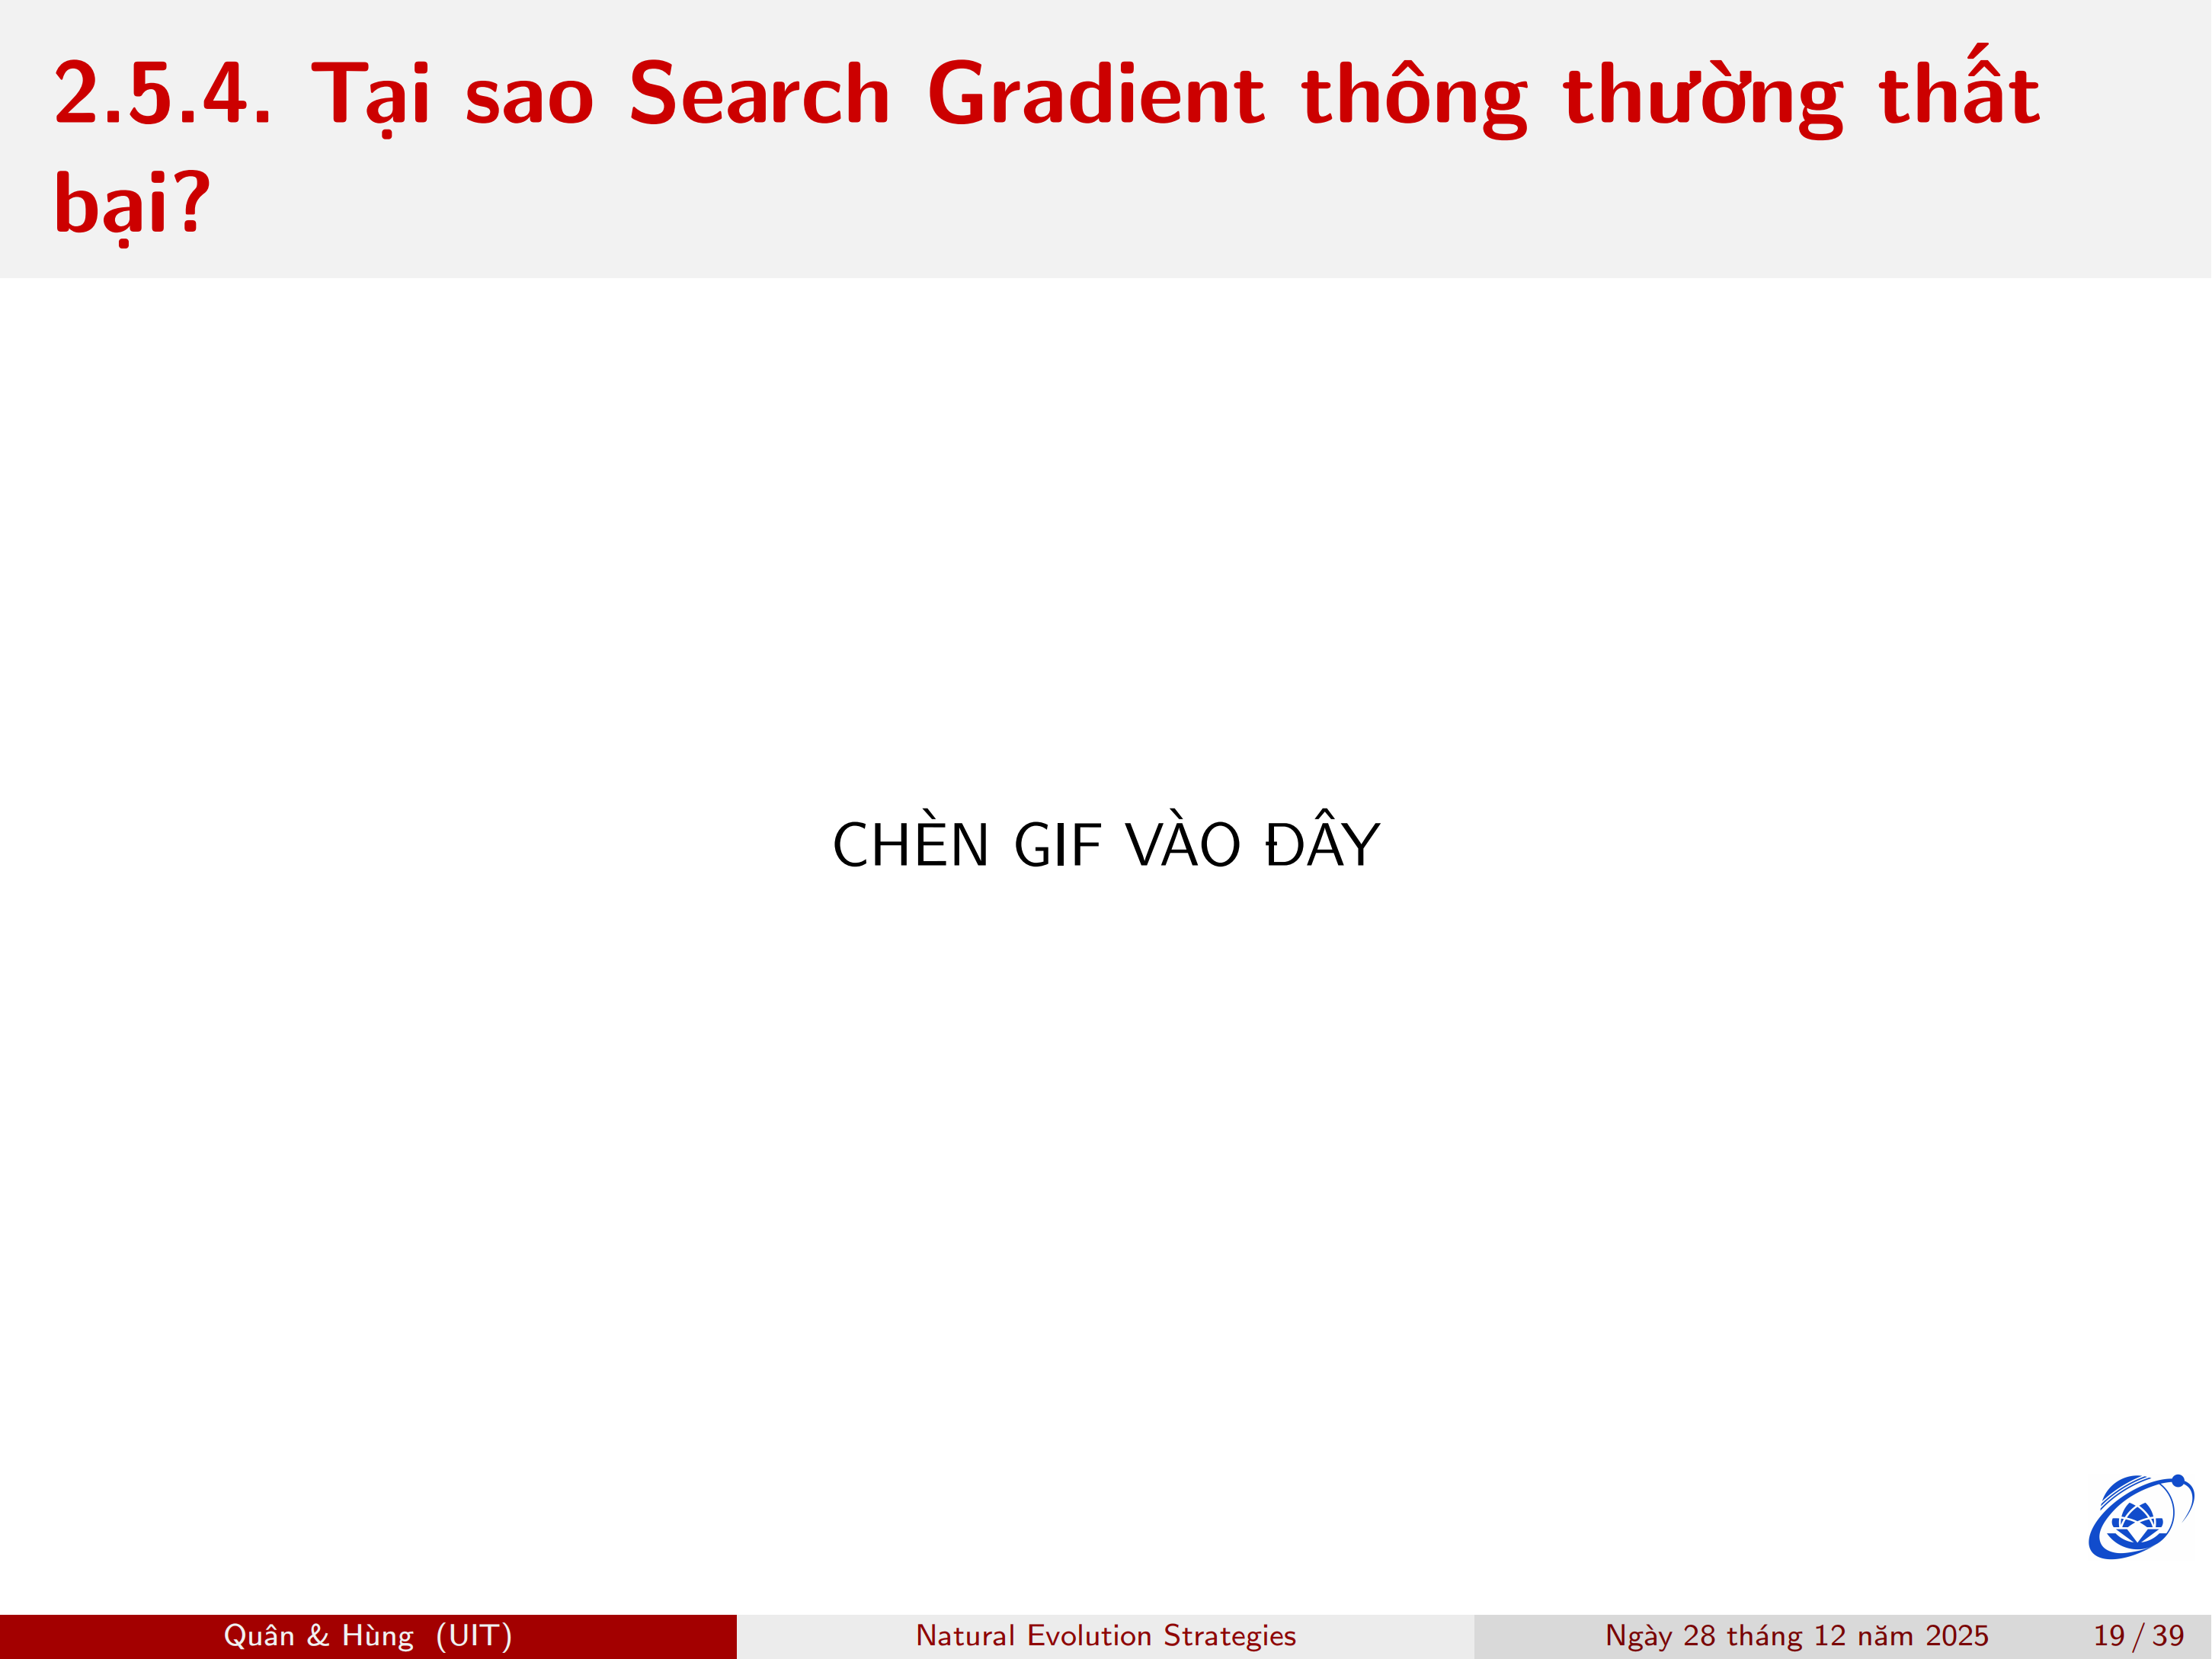 2.5.4. Tại sao Search Gradient thông thường thất
bại?
CHÈN GIF VÀO ĐÂY
Quân & Hùng (UIT)
Natural Evolution Strategies
Ngày 28 tháng 12 năm 2025
19 / 39